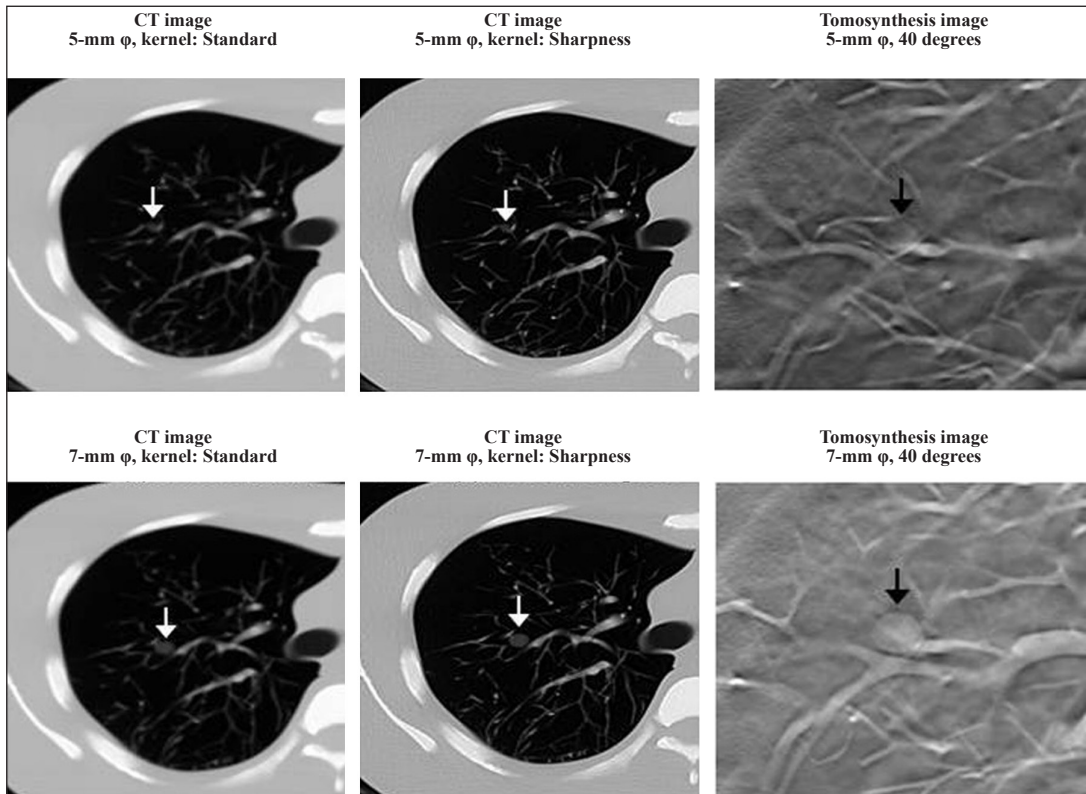 CT image
5-mm φ, kernel: Standard
CT image
5-mm φ, kernel: Sharpness
Tomosynthesis image
5-mm φ, 40 degrees
CT image
7-mm φ, kernel: Standard
CT image
7-mm φ, kernel: Sharpness
Tomosynthesis image
7-mm φ, 40 degrees